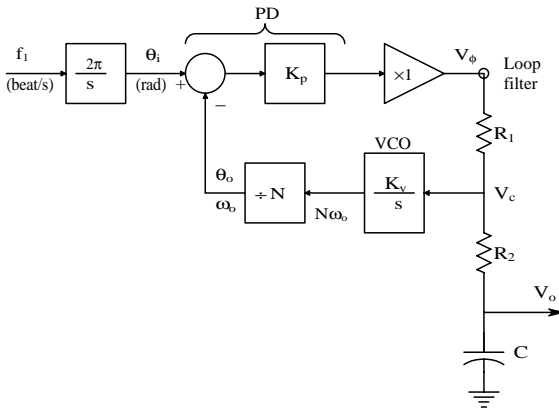 PD
f₁
(beat/s)
2π
s
θᵢ
(rad)
+
−
Kₚ
×1
V𝜙
Loop
filter
R₁
VCO
θₒ
ωₒ
÷ N
Nωₒ
Kᵥ
s
V꜀
R₂
Vₒ
C